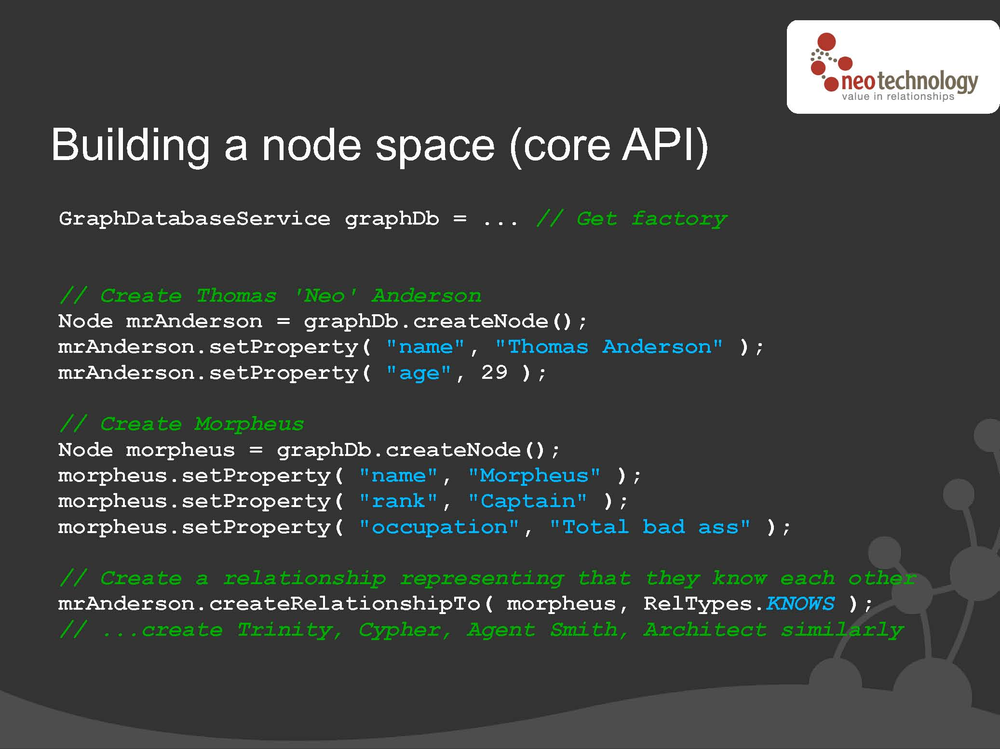 neotechnology
value in relationships
Building a node space (core API)
GraphDatabaseService graphDb = ... // Get factory
// Create Thomas 'Neo' Anderson
Node mrAnderson = graphDb.createNode();
mrAnderson.setProperty( "name", "Thomas Anderson" );
mrAnderson.setProperty( "age", 29 );
// Create Morpheus
Node morpheus = graphDb.createNode();
morpheus.setProperty( "name", "Morpheus" );
morpheus.setProperty( "rank", "Captain" );
morpheus.setProperty( "occupation", "Total bad ass" );
// Create a relationship representing that they know each other
mrAnderson.createRelationshipTo( morpheus, RelTypes.KNOWS );
// ...create Trinity, Cypher, Agent Smith, Architect similarly